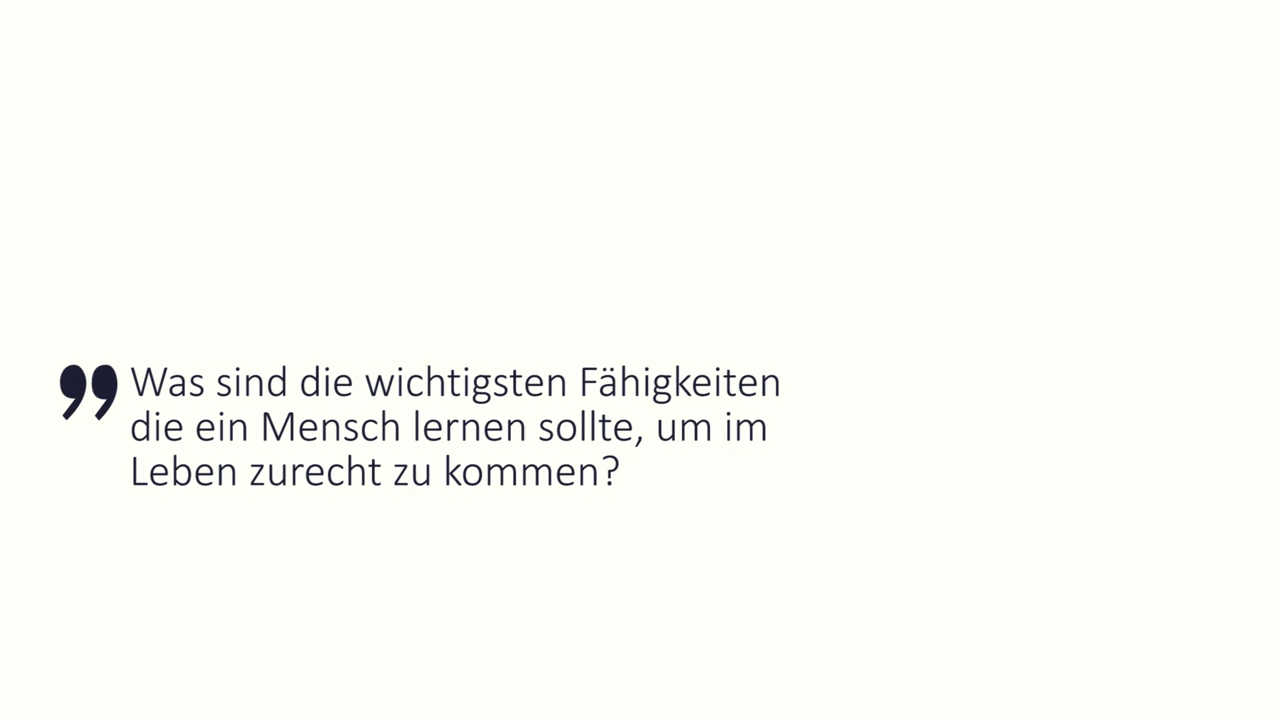 ” Was sind die wichtigsten Fähigkeiten
die ein Mensch lernen sollte, um im
Leben zurecht zu kommen?